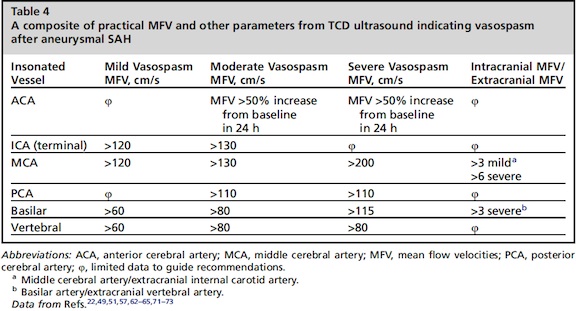 Table 4
A composite of practical MFV and other parameters from TCD ultrasound indicating vasospasm
after aneurysmal SAH
Insonated Mild Vasospasm Moderate Vasospasm Severe Vasospasm Intracranial MFV/
Vessel MFV, cm/s MFV, cm/s MFV, cm/s Extracranial MFV
ACA φ MFV >50% increase MFV >50% increase φ
from baseline from baseline
in 24 h in 24 h
ICA (terminal) >120 >130 φ φ
MCA >120 >130 >200 >3 mild^a
>6 severe
PCA φ >110 >110 φ
Basilar >60 >80 >115 >3 severe^b
Vertebral >60 >80 >80 φ
Abbreviations: ACA, anterior cerebral artery; MCA, middle cerebral artery; MFV, mean flow velocities; PCA, posterior
cerebral artery; φ, limited data to guide recommendations.
^a Middle cerebral artery/extracranial internal carotid artery.
^b Basilar artery/extracranial vertebral artery.
Data from Refs.^22,49,51,57,62–65,71–73